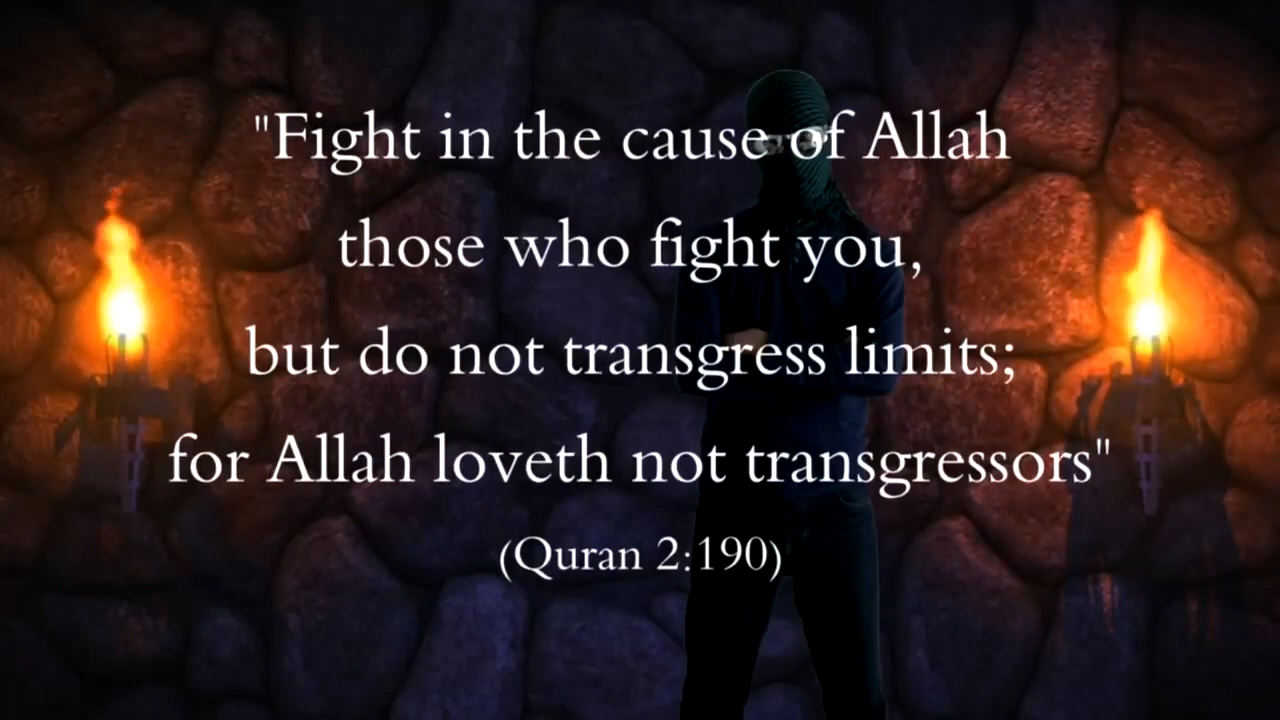 "Fight in the cause of Allah
those who fight you,
but do not transgress limits;
for Allah loveth not transgressors"
(Quran 2:190)